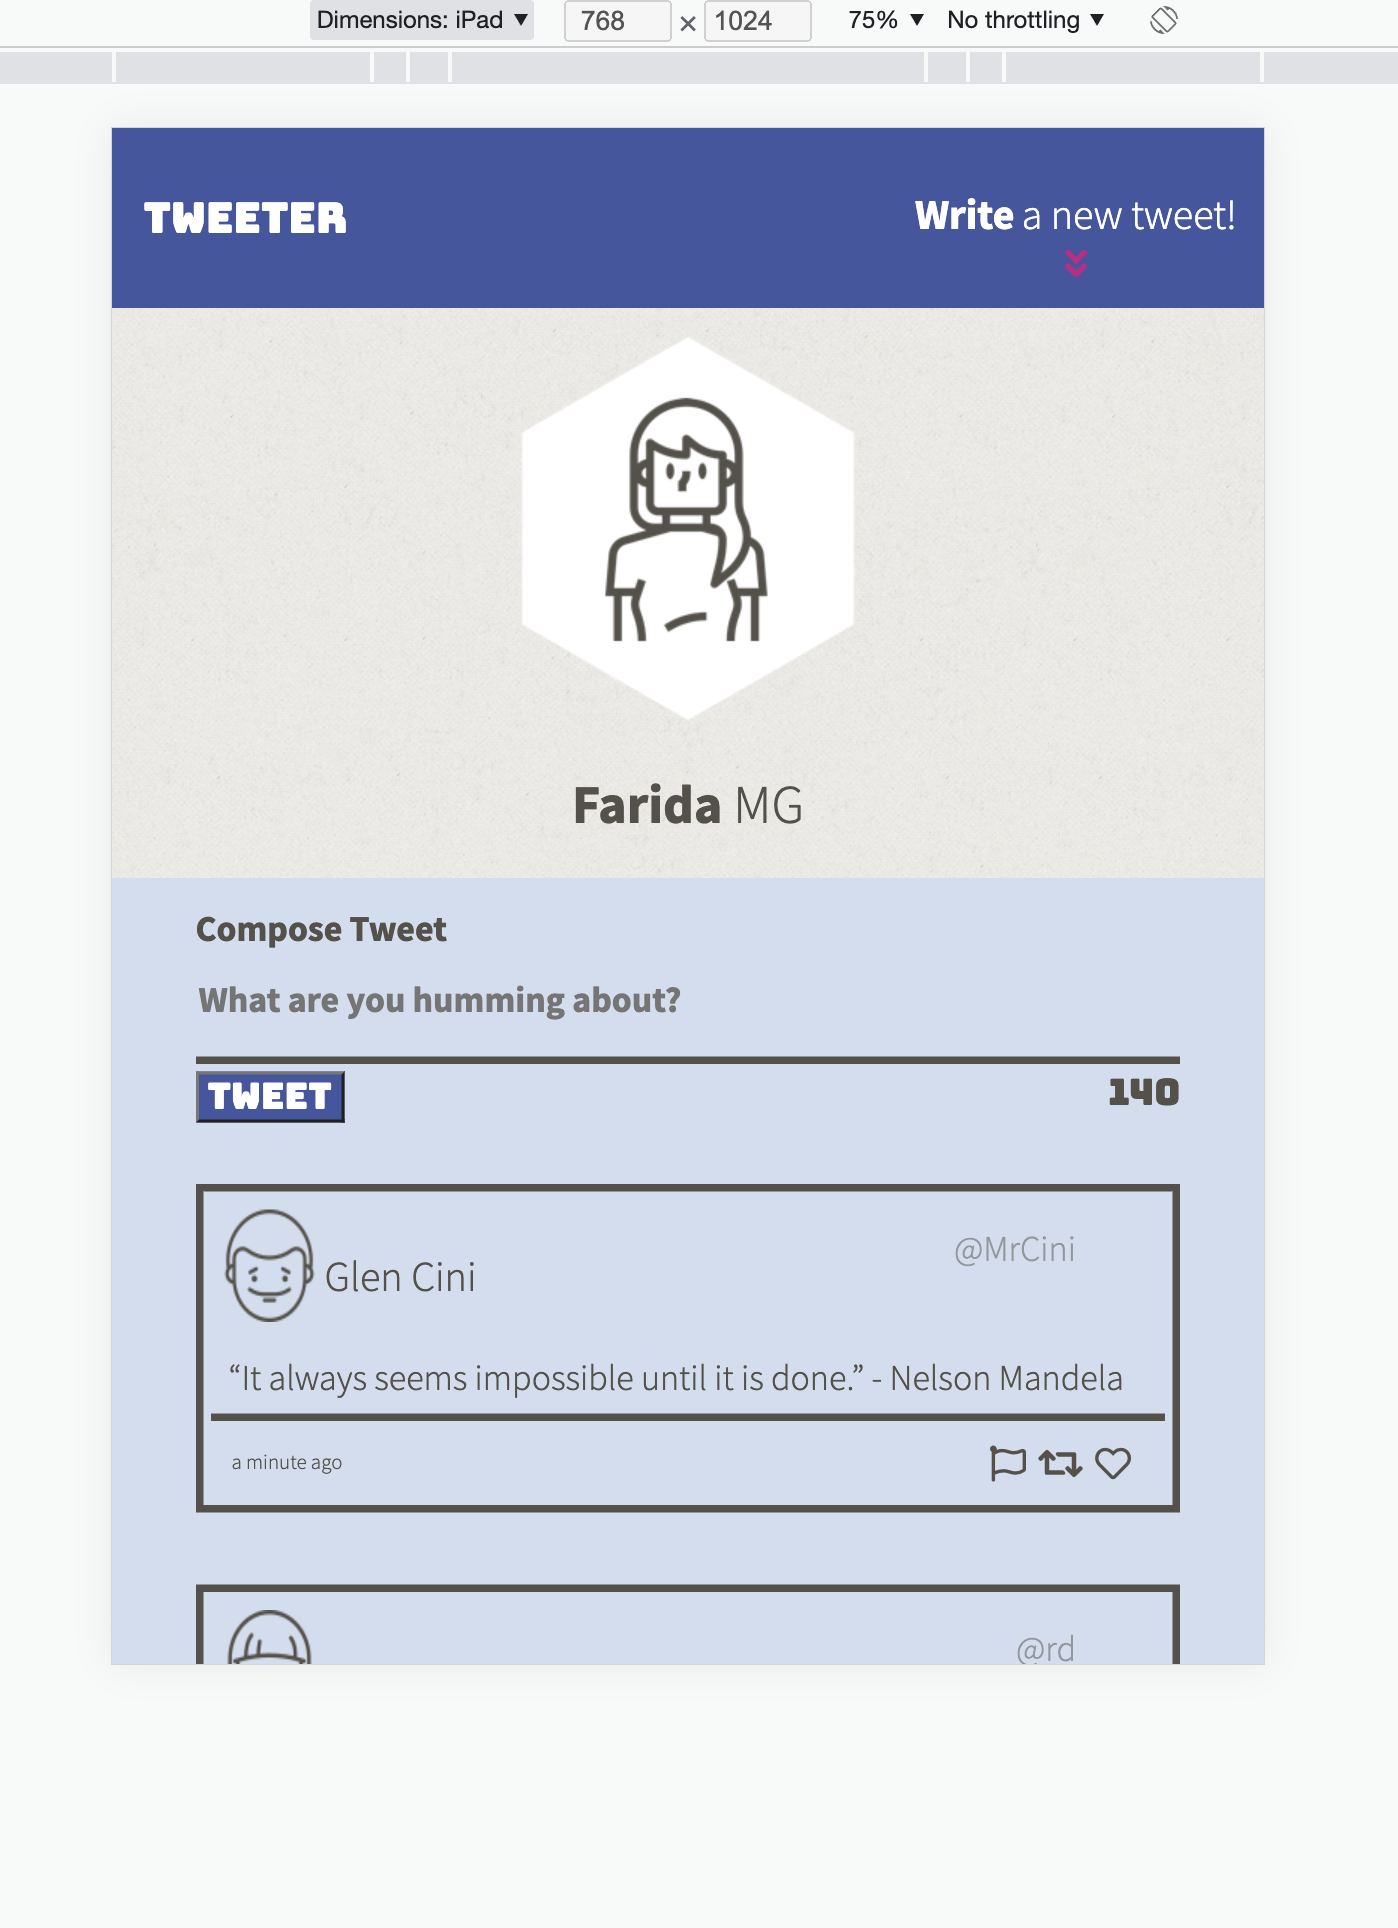 Dimensions: iPad ▼ 768 × 1024 75% ▼ No throttling ▼
TWEETER
Write a new tweet!
Farida MG
Compose Tweet
What are you humming about?
TWEET
140
Glen Cini
@MrCini
“It always seems impossible until it is done.” - Nelson Mandela
a minute ago
@rd